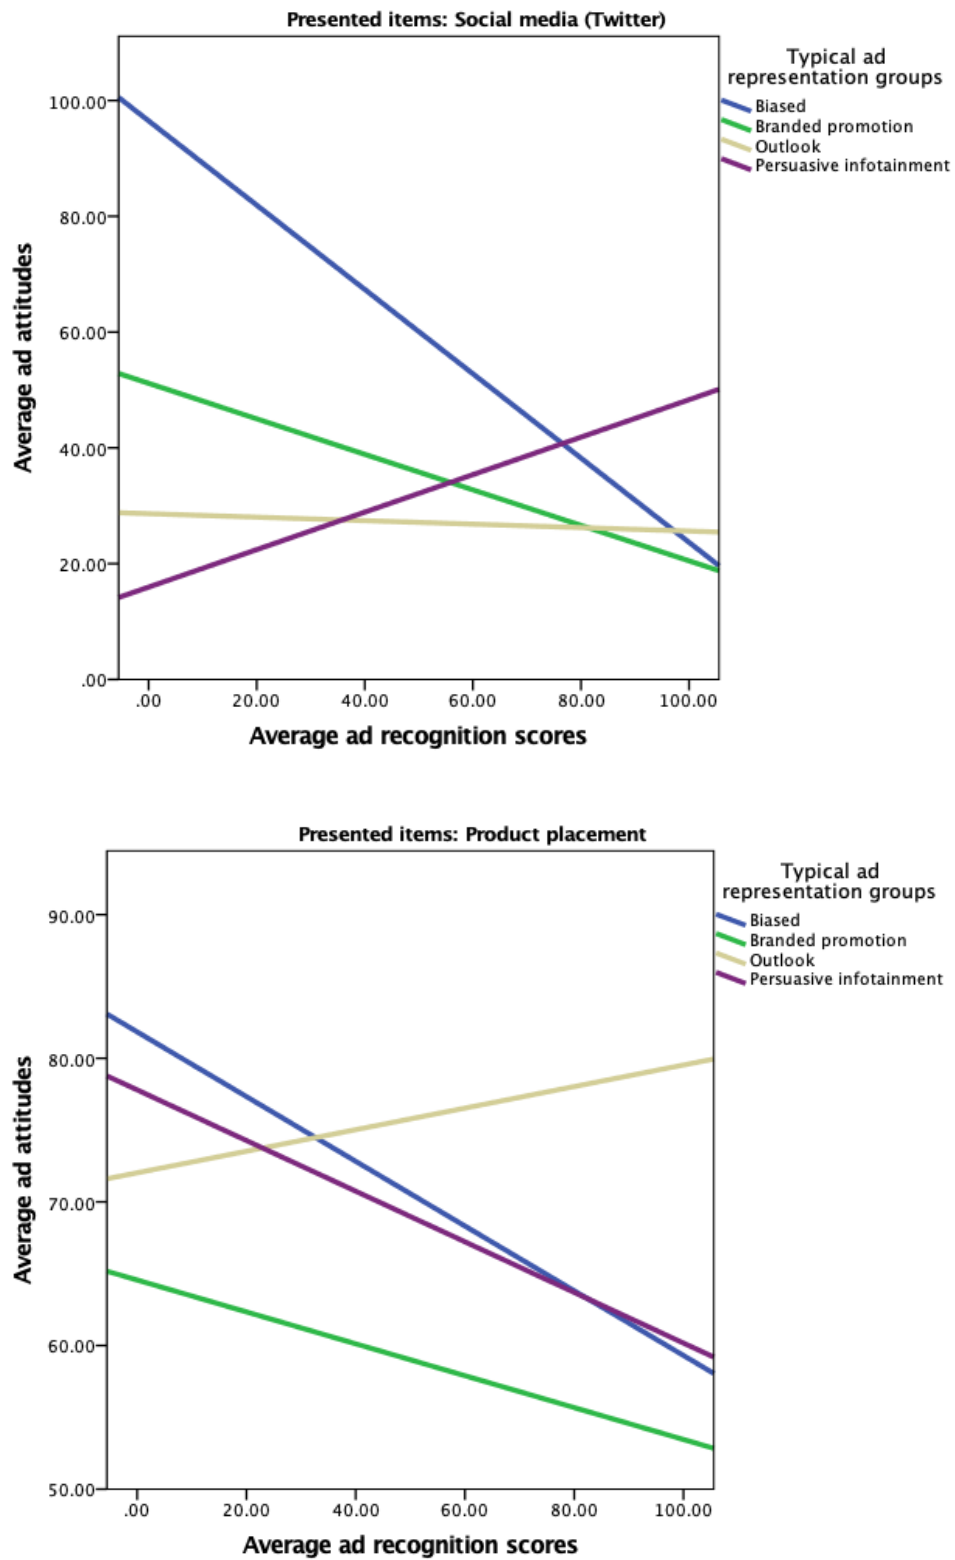 Presented items: Social media (Twitter)
Typical ad
representation groups
Biased
Branded promotion
Outlook
Persuasive infotainment
Average ad attitudes
100.00
80.00
60.00
40.00
20.00
.00
.00 20.00 40.00 60.00 80.00 100.00
Average ad recognition scores
Presented items: Product placement
Typical ad
representation groups
Biased
Branded promotion
Outlook
Persuasive infotainment
Average ad attitudes
90.00
80.00
70.00
60.00
50.00
.00 20.00 40.00 60.00 80.00 100.00
Average ad recognition scores